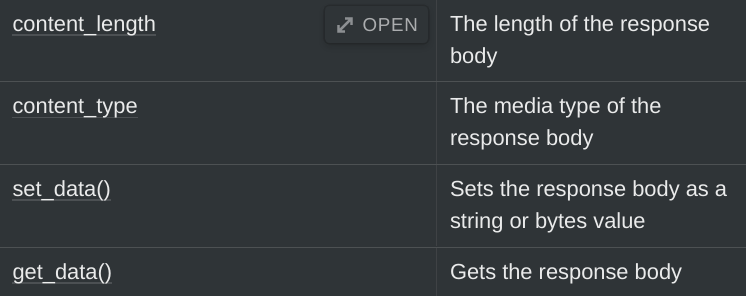 content_length
OPEN
The length of the response
body
content_type
The media type of the
response body
set_data()
Sets the response body as a
string or bytes value
get_data()
Gets the response body